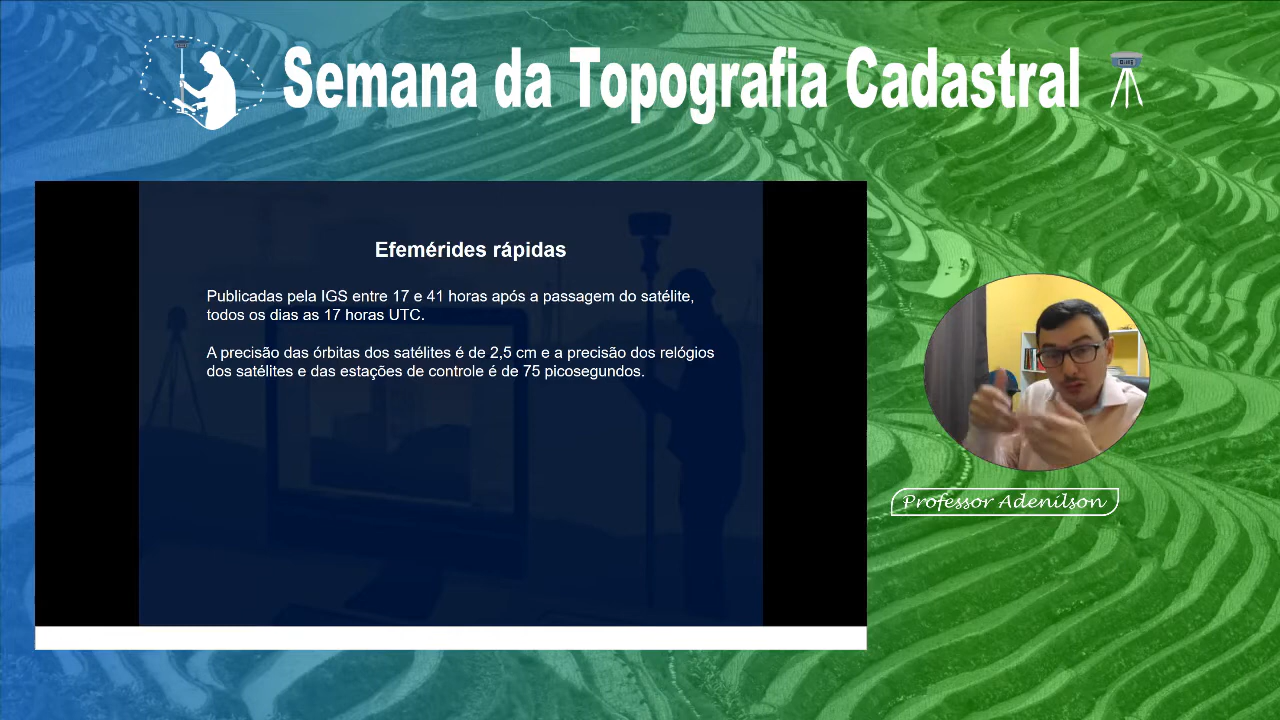 Semana da Topografia Cadastral
Efemérides rápidas
Publicadas pela IGS entre 17 e 41 horas após a passagem do satélite,
todos os dias as 17 horas UTC.
A precisão das órbitas dos satélites é de 2,5 cm e a precisão dos relógios
dos satélites e das estações de controle é de 75 picosegundos.
Professor Adenilson